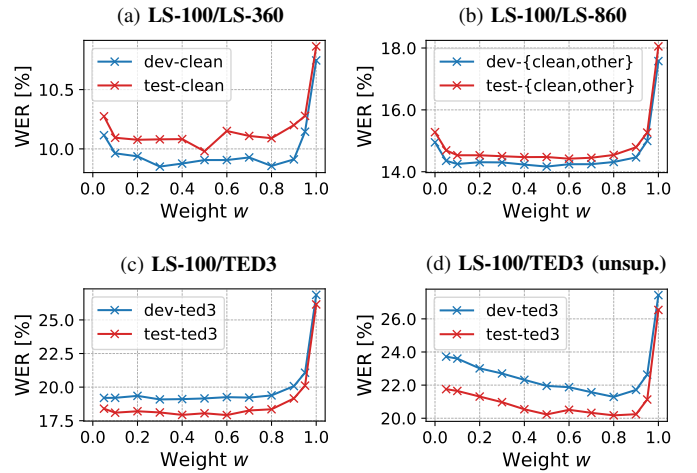 (a) LS-100/LS-360
WER [%]
10.5
10.0
dev-clean
test-clean
0.0 0.2 0.4 0.6 0.8 1.0
Weight w
(b) LS-100/LS-860
WER [%]
18.0
16.0
14.0
dev-{clean,other}
test-{clean,other}
0.0 0.2 0.4 0.6 0.8 1.0
Weight w
(c) LS-100/TED3
WER [%]
25.0
22.5
20.0
17.5
dev-ted3
test-ted3
0.0 0.2 0.4 0.6 0.8 1.0
Weight w
(d) LS-100/TED3 (unsup.)
WER [%]
26.0
24.0
22.0
20.0
dev-ted3
test-ted3
0.0 0.2 0.4 0.6 0.8 1.0
Weight w